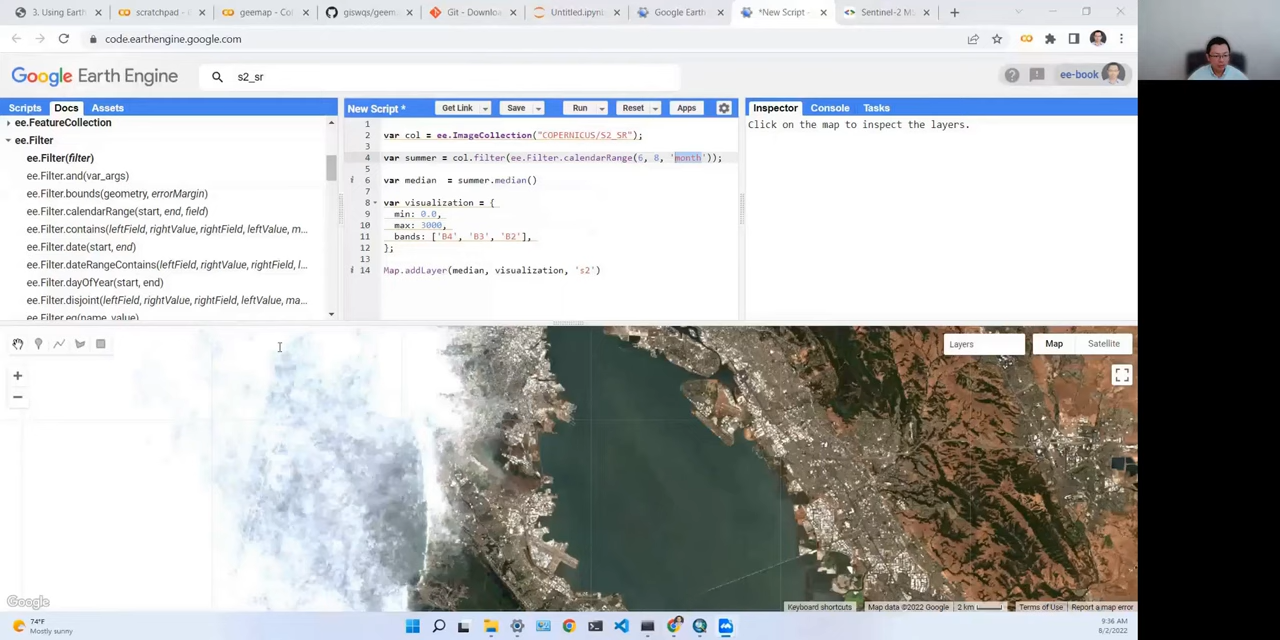 3. Using Earth
scratchpad - G
geemap - Col
giswqs/geem
Git - Downloa
Untitled.ipynb
Google Earth E
*New Script -
Sentinel-2 M
code.earthengine.google.com
Google Earth Engine
s2_sr
ee-book
Scripts Docs Assets
New Script * Get Link Save Run Reset Apps
Inspector Console Tasks
ee.FeatureCollection
ee.Filter
ee.Filter(filter)
ee.Filter.and(var_args)
ee.Filter.bounds(geometry, errorMargin)
ee.Filter.calendarRange(start, end, field)
ee.Filter.contains(leftField, rightValue, rightField, leftValue, m...
ee.Filter.date(start, end)
ee.Filter.dateRangeContains(leftField, rightValue, rightField, l...
ee.Filter.dayOfYear(start, end)
ee.Filter.disjoint(leftField, rightValue, rightField, leftValue, ma...
ee.Filter.eq(name, value)
1
2 var col = ee.ImageCollection("COPERNICUS/S2_SR");
3
4 var summer = col.filter(ee.Filter.calendarRange(6, 8, 'month'));
5
i 6 var median = summer.median()
7
8 var visualization = {
9 min: 0.0,
10 max: 3000,
11 bands: ['B4', 'B3', 'B2'],
12 };
13
i 14 Map.addLayer(median, visualization, 's2')
Click on the map to inspect the layers.
Layers
Map Satellite
+
−
Google
Keyboard shortcuts Map data ©2022 Google 2 km Terms of Use Report a map error
74°F
Mostly sunny
9:36 AM
8/2/2022